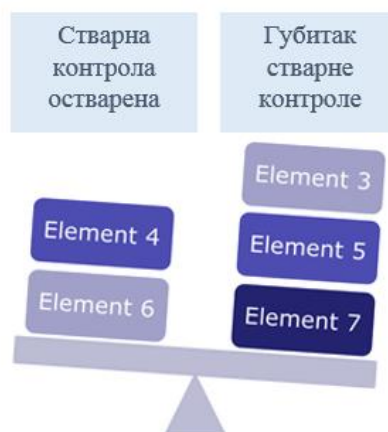 Стварна
контрола
остварена
Губитак
стварне
контроле
Element 3
Element 4
Element 5
Element 6
Element 7